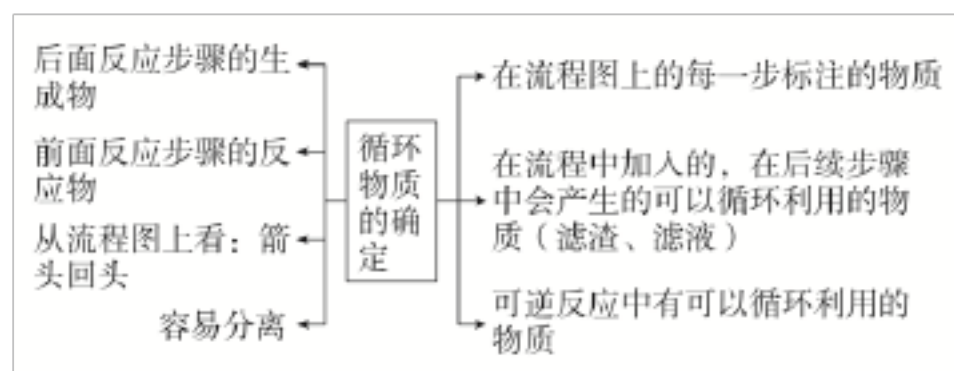 后面反应步骤的生
成物
前面反应步骤的反
应物
从流程图上看：箭
头回头
容易分离
循环
物质
的确
定
在流程图上的每一步标注的物质
在流程中加入的，在后续步骤
中会产生的可以循环利用的物
质（滤渣、滤液）
可逆反应中有可以循环利用的
物质